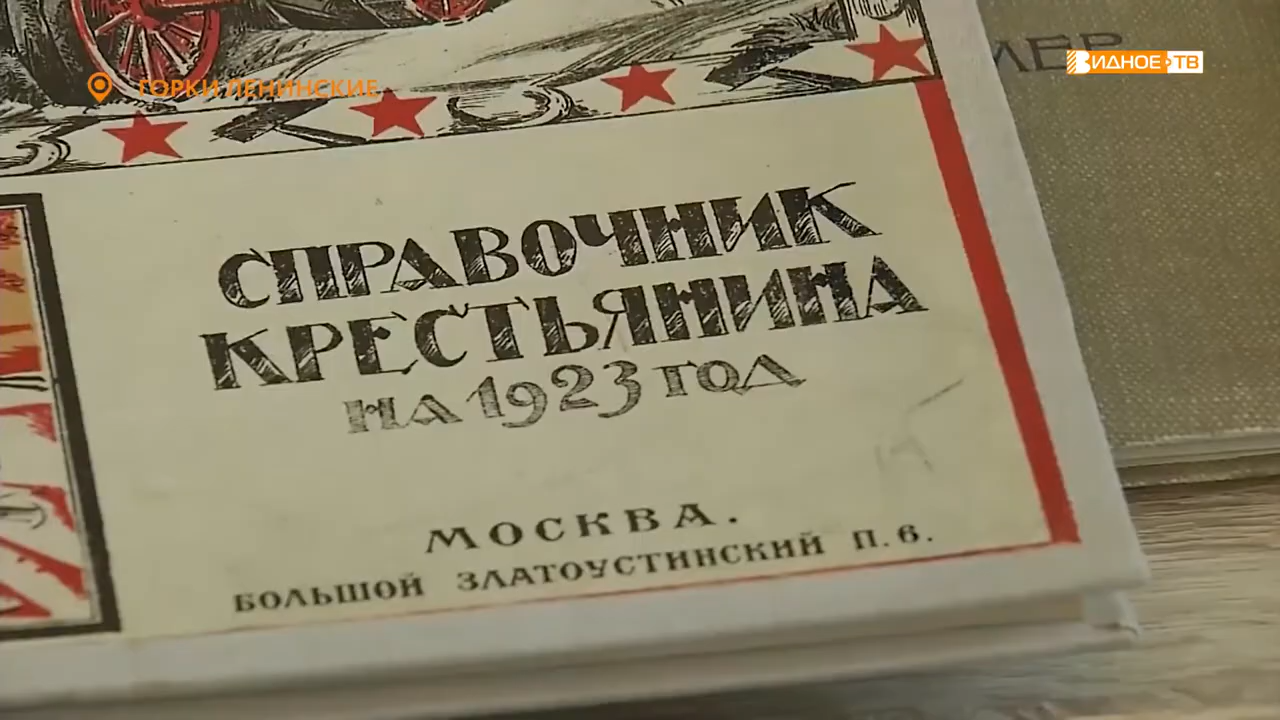 ГОРКИ ЛЕНИНСКИЕ
ВИДНОЕ ТВ
СПРАВОЧНИК
КРЕСТЬЯНИНА
НА 1923 ГОД
МОСКВА.
БОЛЬШОЙ ЗЛАТОУСТИНСКИЙ П. 6.